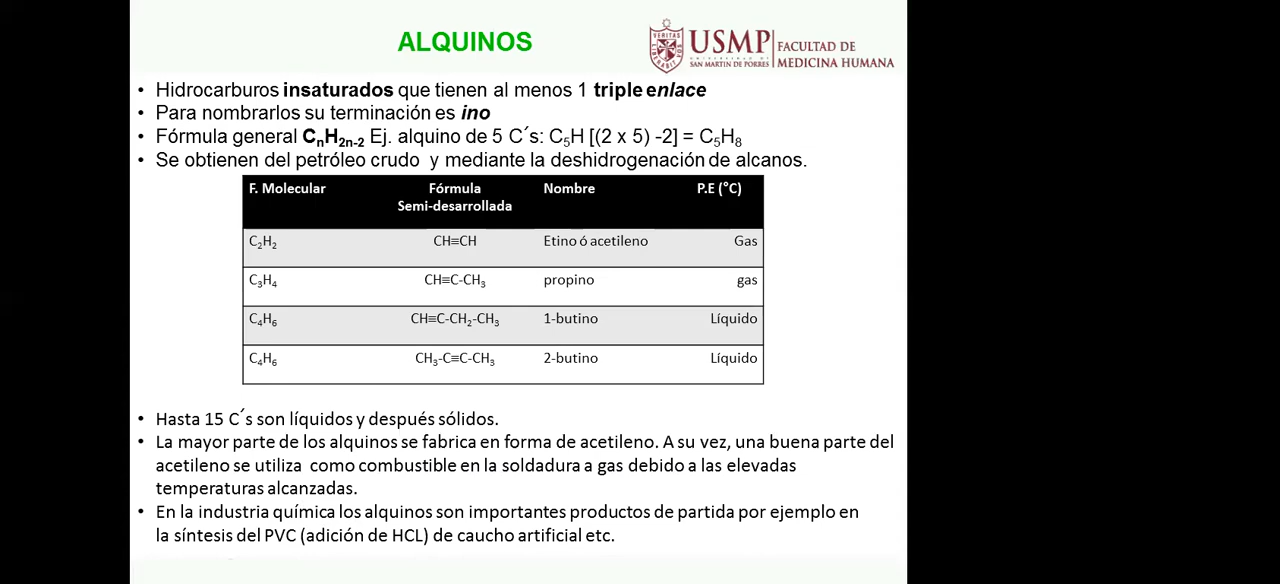 ALQUINOS
USMP
UNIVERSIDAD DE
SAN MARTIN DE PORRES
FACULTAD DE
MEDICINA HUMANA
• Hidrocarburos insaturados que tienen al menos 1 triple enlace
• Para nombrarlos su terminación es ino
• Fórmula general CₙH₂ₙ₋₂ Ej. alquino de 5 C´s: C₅H [(2 x 5) -2] = C₅H₈
• Se obtienen del petróleo crudo y mediante la deshidrogenación de alcanos.
F. Molecular Fórmula Nombre P.E (°C)
Semi-desarrollada
C₂H₂ CH≡CH Etino ó acetileno Gas
C₃H₄ CH≡C-CH₃ propino gas
C₄H₆ CH≡C-CH₂-CH₃ 1-butino Líquido
C₄H₆ CH₃-C≡C-CH₃ 2-butino Líquido
• Hasta 15 C´s son líquidos y después sólidos.
• La mayor parte de los alquinos se fabrica en forma de acetileno. A su vez, una buena parte del
acetileno se utiliza como combustible en la soldadura a gas debido a las elevadas
temperaturas alcanzadas.
• En la industria química los alquinos son importantes productos de partida por ejemplo en
la síntesis del PVC (adición de HCL) de caucho artificial etc.